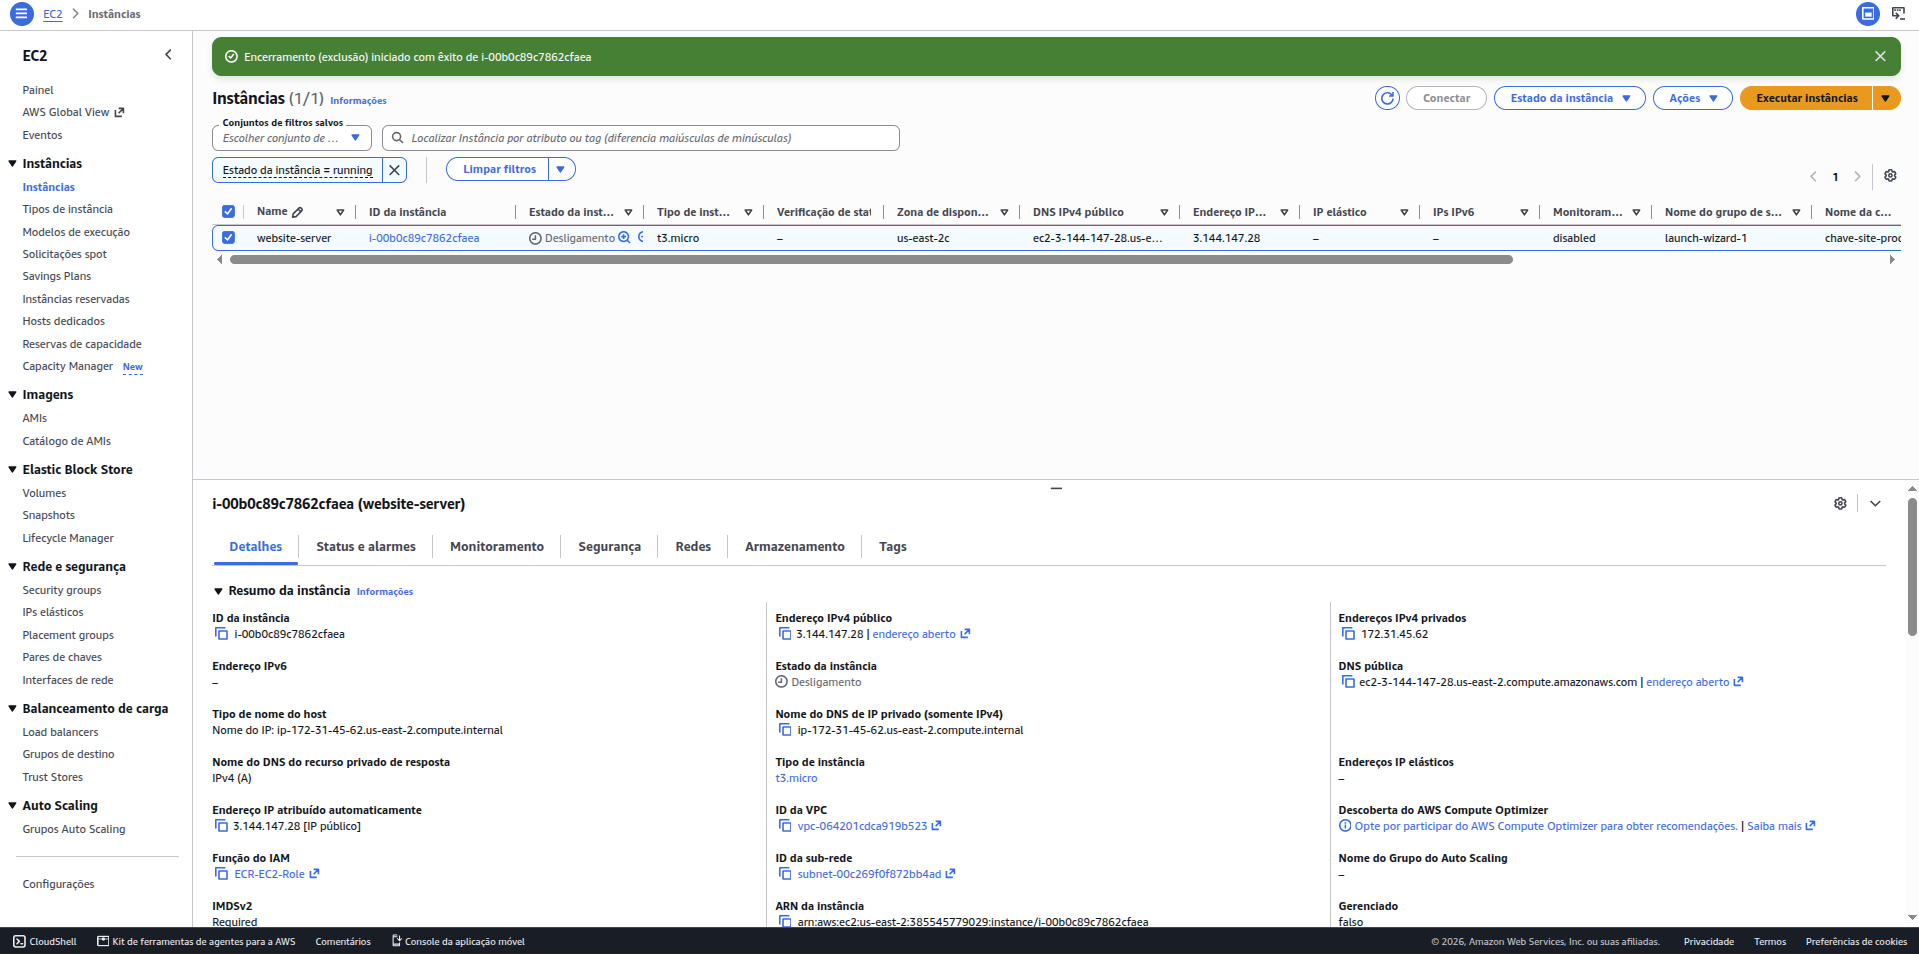 EC2 > Instâncias
EC2
Painel
AWS Global View
Eventos
Instâncias
Instâncias
Tipos de instância
Modelos de execução
Solicitações spot
Savings Plans
Instâncias reservadas
Hosts dedicados
Reservas de capacidade
Capacity Manager New
Imagens
AMIs
Catálogo de AMIs
Elastic Block Store
Volumes
Snapshots
Lifecycle Manager
Rede e segurança
Security groups
IPs elásticos
Placement groups
Pares de chaves
Interfaces de rede
Balanceamento de carga
Load balancers
Grupos de destino
Trust Stores
Auto Scaling
Grupos Auto Scaling
Configurações
Encerramento (exclusão) iniciado com êxito de i-00b0c89c7862cfaea
Instâncias (1/1) Informações
Conectar
Estado da instância
Ações
Executar instâncias
Conjuntos de filtros salvos
Escolher conjunto de ...
Localizar Instância por atributo ou tag (diferencia maiúsculas de minúsculas)
Estado da instância = running
Limpar filtros
1
Name ID da instância Estado da inst... Tipo de inst... Verificação de stat Zona de dispon... DNS IPv4 público Endereço IP... IP elástico IPs IPv6 Monitoram... Nome do grupo de s... Nome da c...
website-server i-00b0c89c7862cfaea Desligamento t3.micro – us-east-2c ec2-3-144-147-28.us-e... 3.144.147.28 – – disabled launch-wizard-1 chave-site-proc
i-00b0c89c7862cfaea (website-server)
Detalhes
Status e alarmes
Monitoramento
Segurança
Redes
Armazenamento
Tags
Resumo da instância Informações
ID da instância
i-00b0c89c7862cfaea
Endereço IPv4 público
3.144.147.28 | endereço aberto
Endereços IPv4 privados
172.31.45.62
Endereço IPv6
–
Estado da instância
Desligamento
DNS pública
ec2-3-144-147-28.us-east-2.compute.amazonaws.com | endereço aberto
Tipo de nome do host
Nome do IP: ip-172-31-45-62.us-east-2.compute.internal
Nome do DNS de IP privado (somente IPv4)
ip-172-31-45-62.us-east-2.compute.internal
Nome do DNS do recurso privado de resposta
IPv4 (A)
Tipo de instância
t3.micro
Endereços IP elásticos
–
Endereço IP atribuído automaticamente
3.144.147.28 [IP público]
ID da VPC
vpc-064201cdca919b523
Descoberta do AWS Compute Optimizer
Opte por participar do AWS Compute Optimizer para obter recomendações. | Saiba mais
Função do IAM
ECR-EC2-Role
ID da sub-rede
subnet-00c269f0f872bb4ad
Nome do Grupo do Auto Scaling
–
IMDSv2
Required
ARN da instância
arn:aws:ec2:us-east-2:385545779029:instance/i-00b0c89c7862cfaea
Gerenciado
falso
CloudShell
Kit de ferramentas de agentes para a AWS
Comentários
Console da aplicação móvel
© 2026, Amazon Web Services, Inc. ou suas afiliadas.
Privacidade
Termos
Preferências de cookies